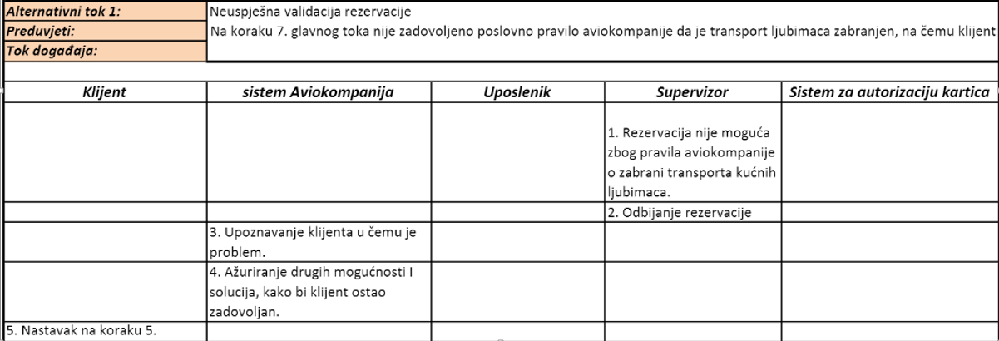 Alternativni tok 1: Neuspješna validacija rezervacije
Preduvjeti: Na koraku 7. glavnog toka nije zadovoljeno poslovno pravilo aviokompanije da je transport ljubimaca zabranjen, na čemu klijent
Tok događaja:
Klijent sistem Aviokompanija Uposlenik Supervizor Sistem za autorizaciju kartica
1. Rezervacija nije moguća
zbog pravila aviokompanije
o zabrani transporta kućnih
ljubimaca.
2. Odbijanje rezervacije
3. Upoznavanje klijenta u čemu je
problem.
4. Ažuriranje drugih mogućnosti I
solucija, kako bi klijent ostao
zadovoljan.
5. Nastavak na koraku 5.